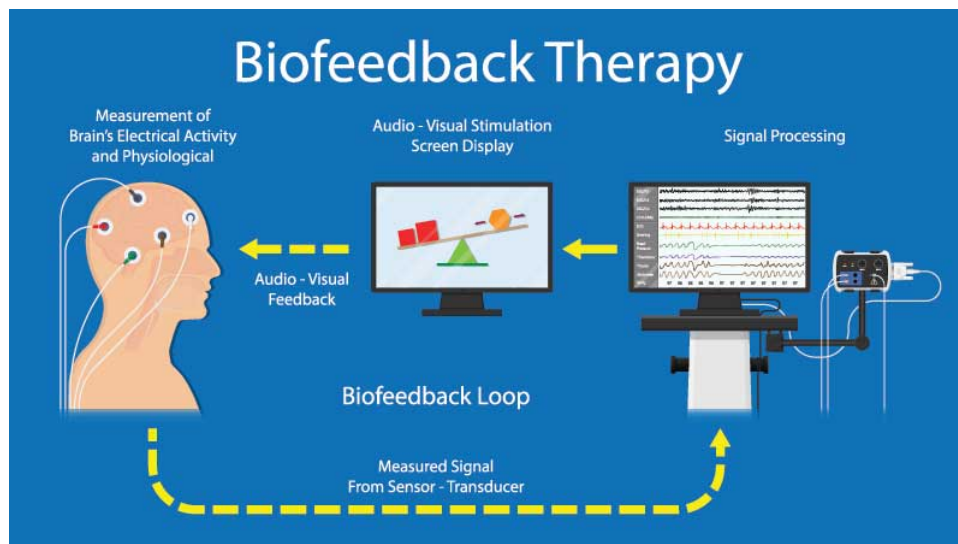 Biofeedback Therapy
Measurement of
Brain's Electrical Activity
and Physiological
Audio - Visual Stimulation
Screen Display
Signal Processing
Audio - Visual
Feedback
Biofeedback Loop
Measured Signal
From Sensor - Transducer